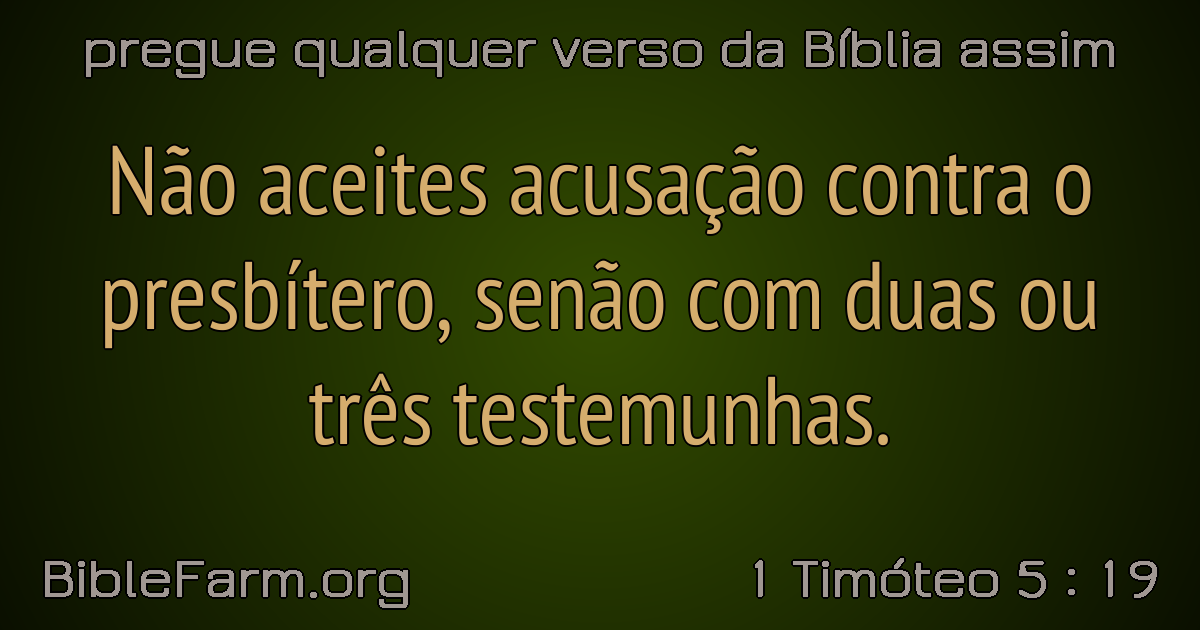 pregue qualquer verso da Bíblia assim
Não aceites acusação contra o
presbítero, senão com duas ou
três testemunhas.
BibleFarm.org
1 Timóteo 5 : 19